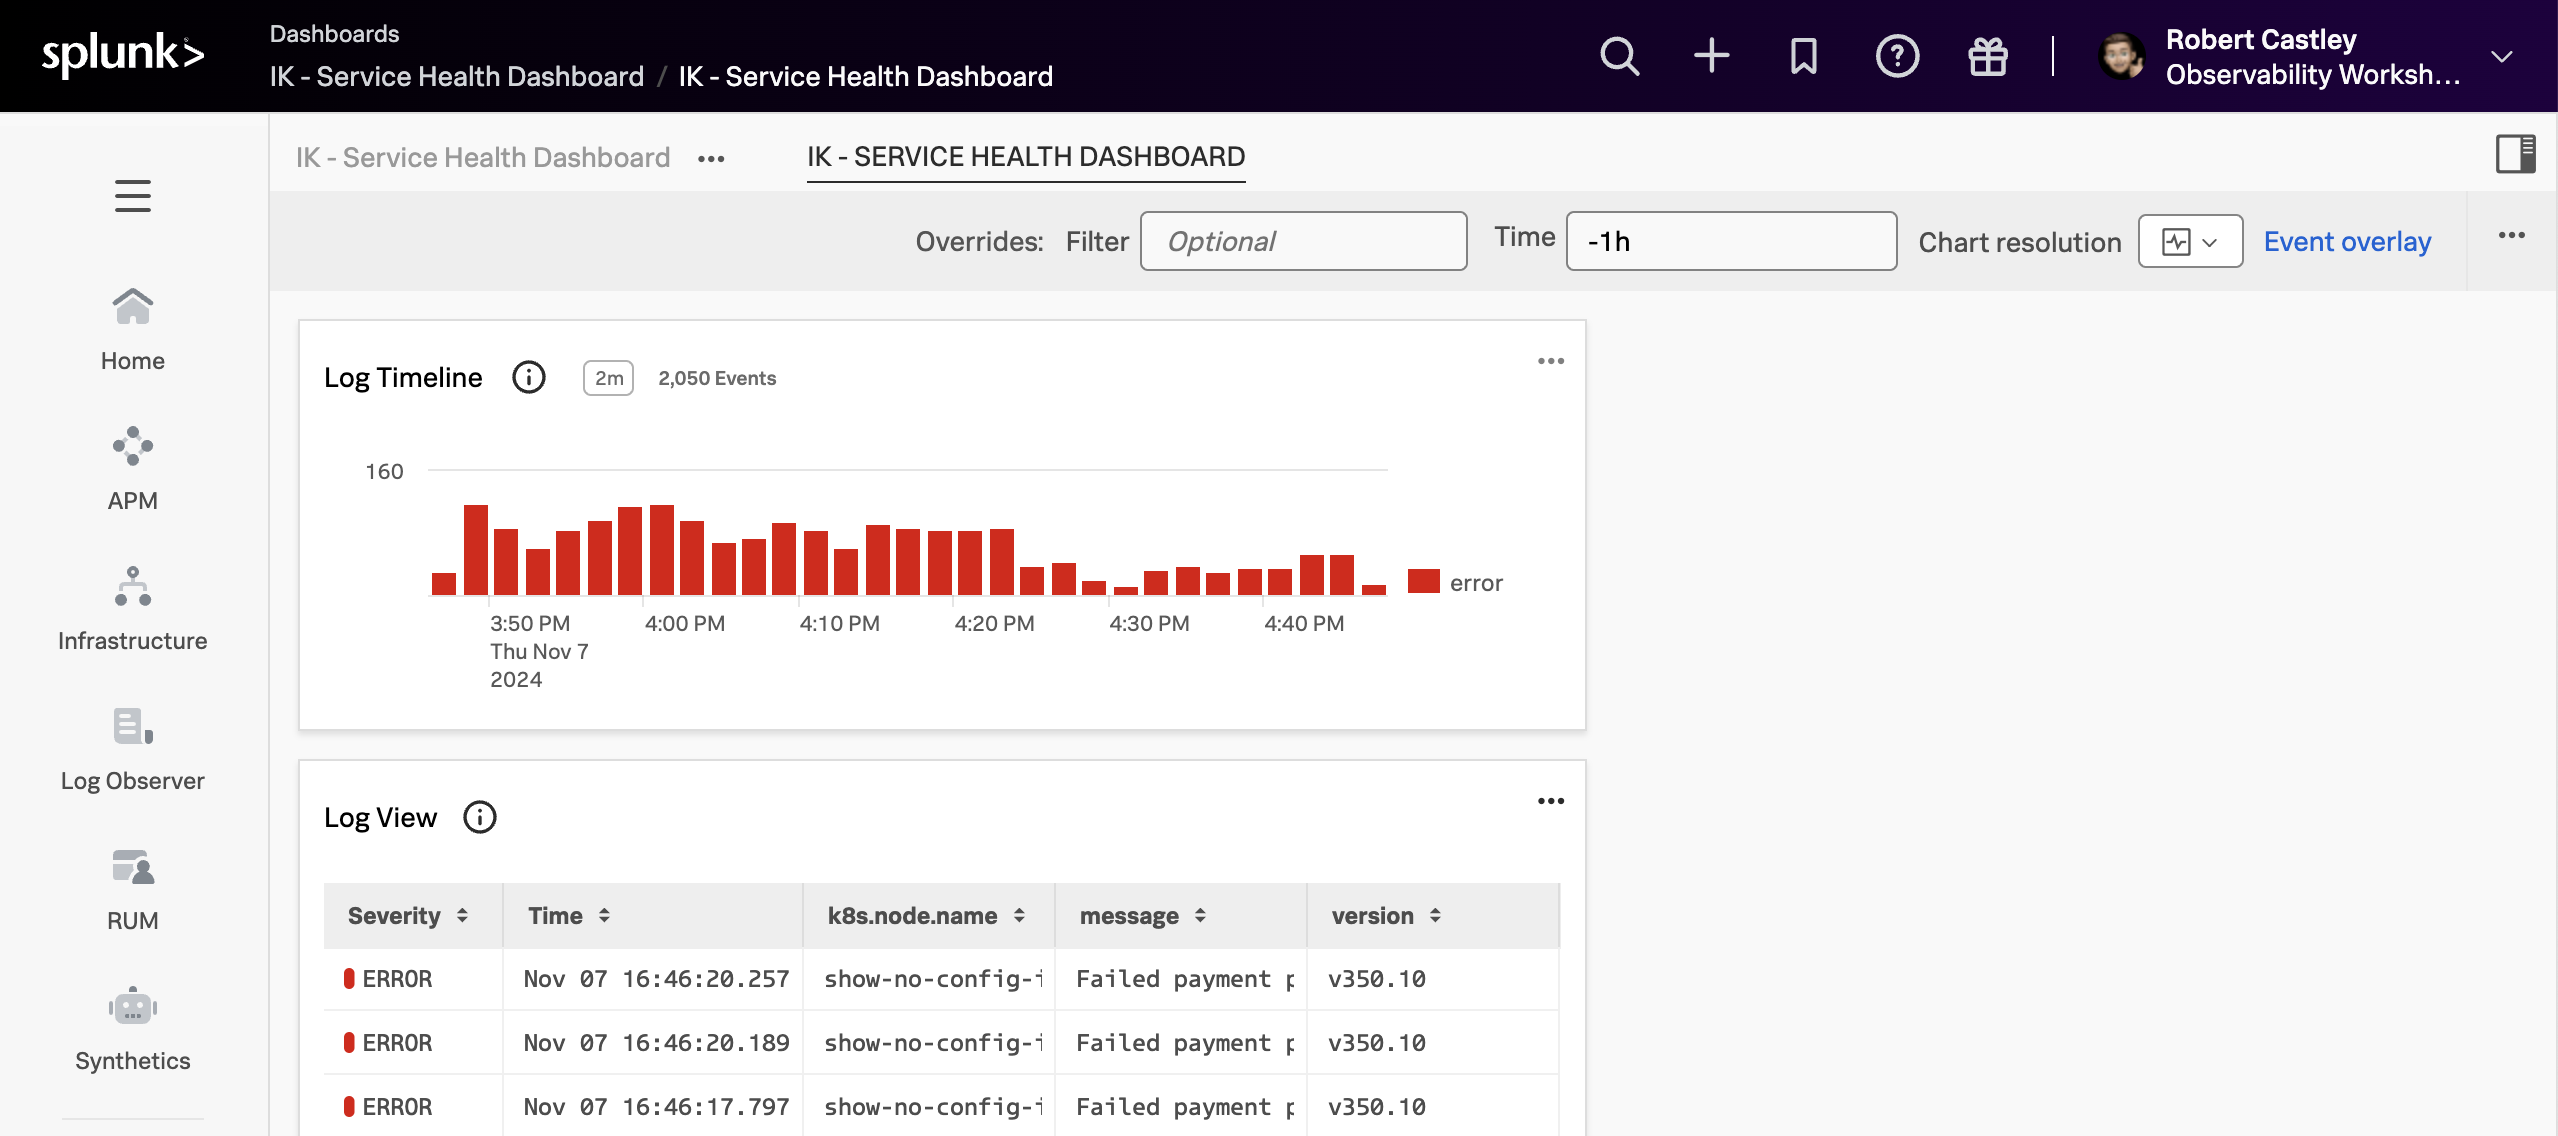 splunk>
Dashboards
IK - Service Health Dashboard / IK - Service Health Dashboard
Robert Castley
Observability Worksh...
IK - Service Health Dashboard
IK - SERVICE HEALTH DASHBOARD
Overrides: Filter Optional Time -1h Chart resolution Event overlay
Home
APM
Infrastructure
Log Observer
RUM
Synthetics
Log Timeline 2m 2,050 Events
160
error
3:50 PM 4:00 PM 4:10 PM 4:20 PM 4:30 PM 4:40 PM
Thu Nov 7
2024
Log View
Severity Time k8s.node.name message version
ERROR Nov 07 16:46:20.257 show-no-config-i Failed payment p v350.10
ERROR Nov 07 16:46:20.189 show-no-config-i Failed payment p v350.10
ERROR Nov 07 16:46:17.797 show-no-config-i Failed payment p v350.10